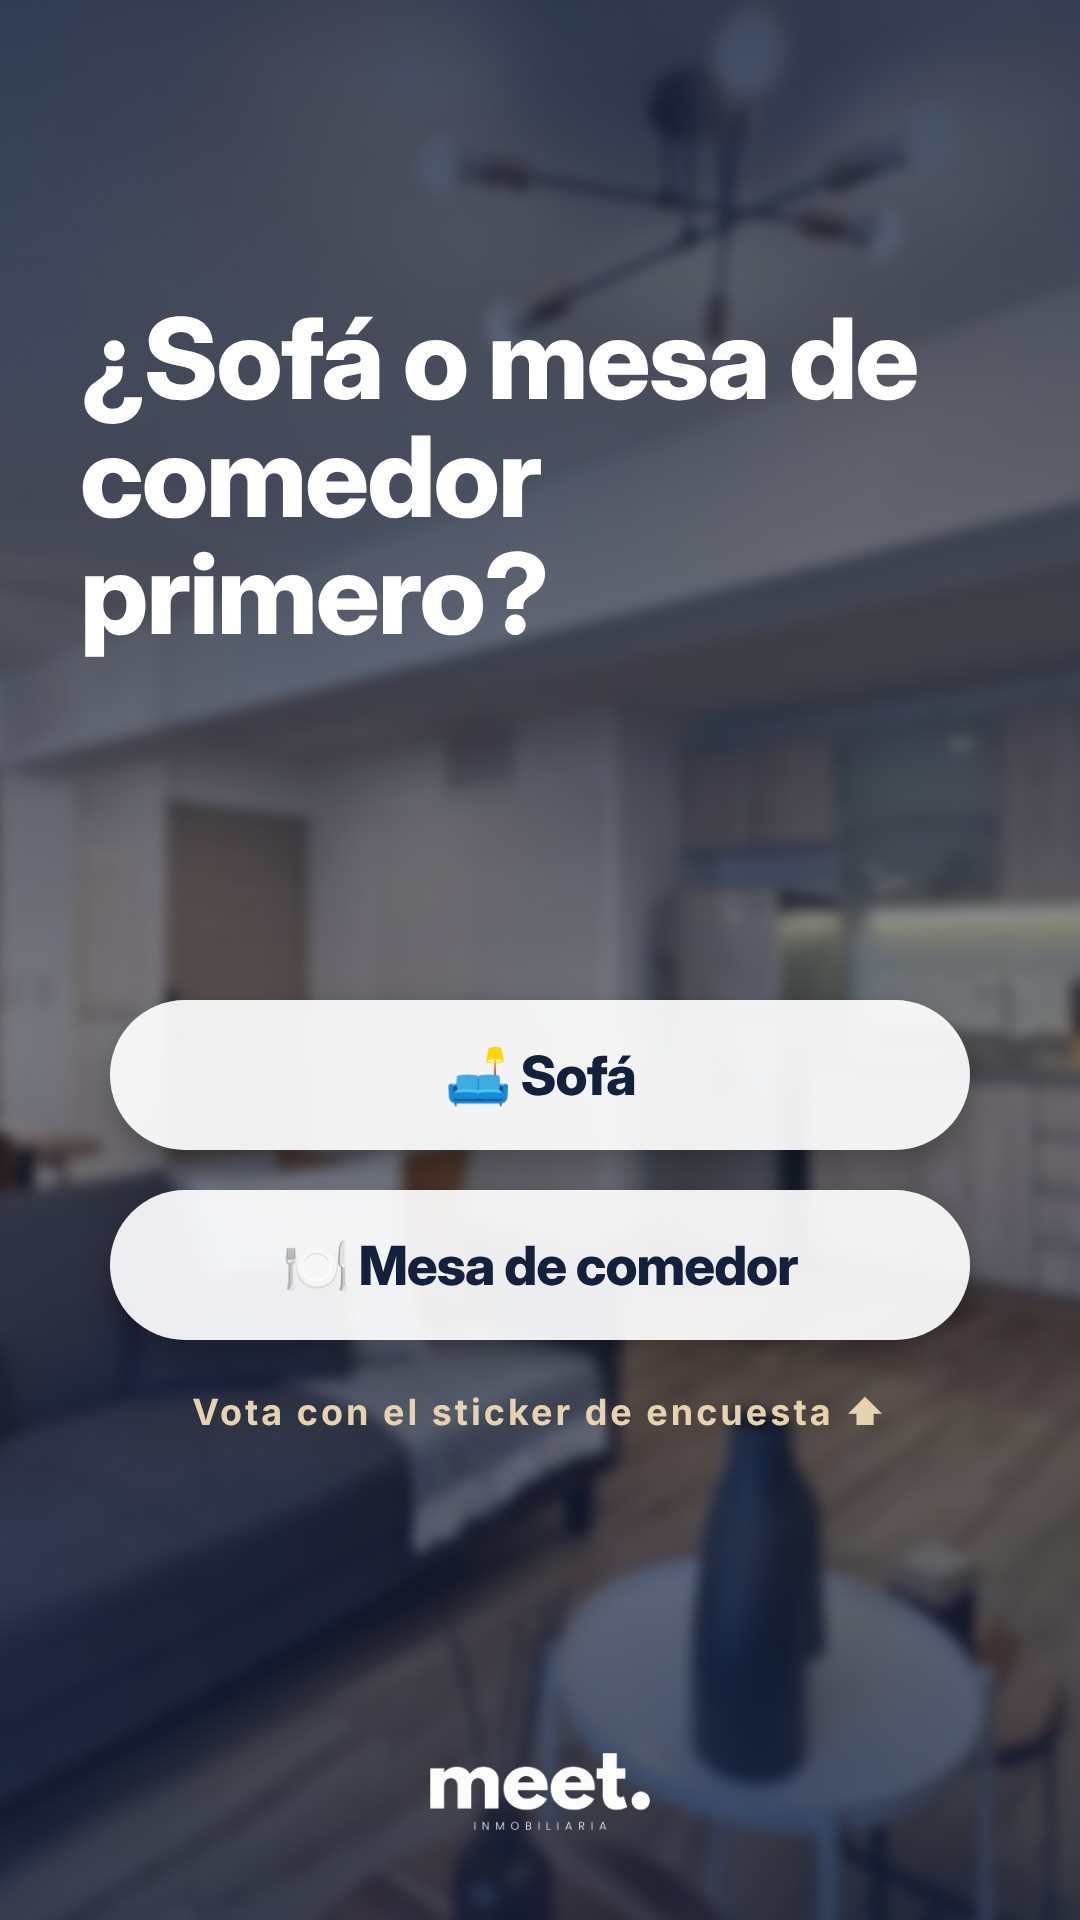 ¿Sofá o mesa de
comedor
primero?
🛋️ Sofá
🍽️ Mesa de comedor
Vota con el sticker de encuesta ⬆
meet.
INMOBILIARIA